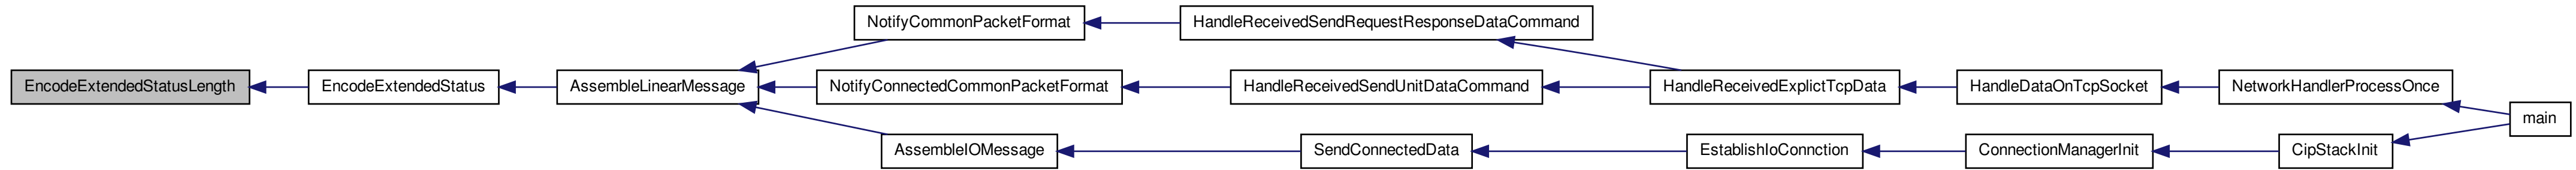 NotifyCommonPacketFormat
HandleReceivedSendRequestResponseDataCommand
EncodeExtendedStatusLength
EncodeExtendedStatus
AssembleLinearMessage
NotifyConnectedCommonPacketFormat
HandleReceivedSendUnitDataCommand
HandleReceivedExplictTcpData
HandleDataOnTcpSocket
NetworkHandlerProcessOnce
main
AssembleIOMessage
SendConnectedData
EstablishIoConnction
ConnectionManagerInit
CipStackInit